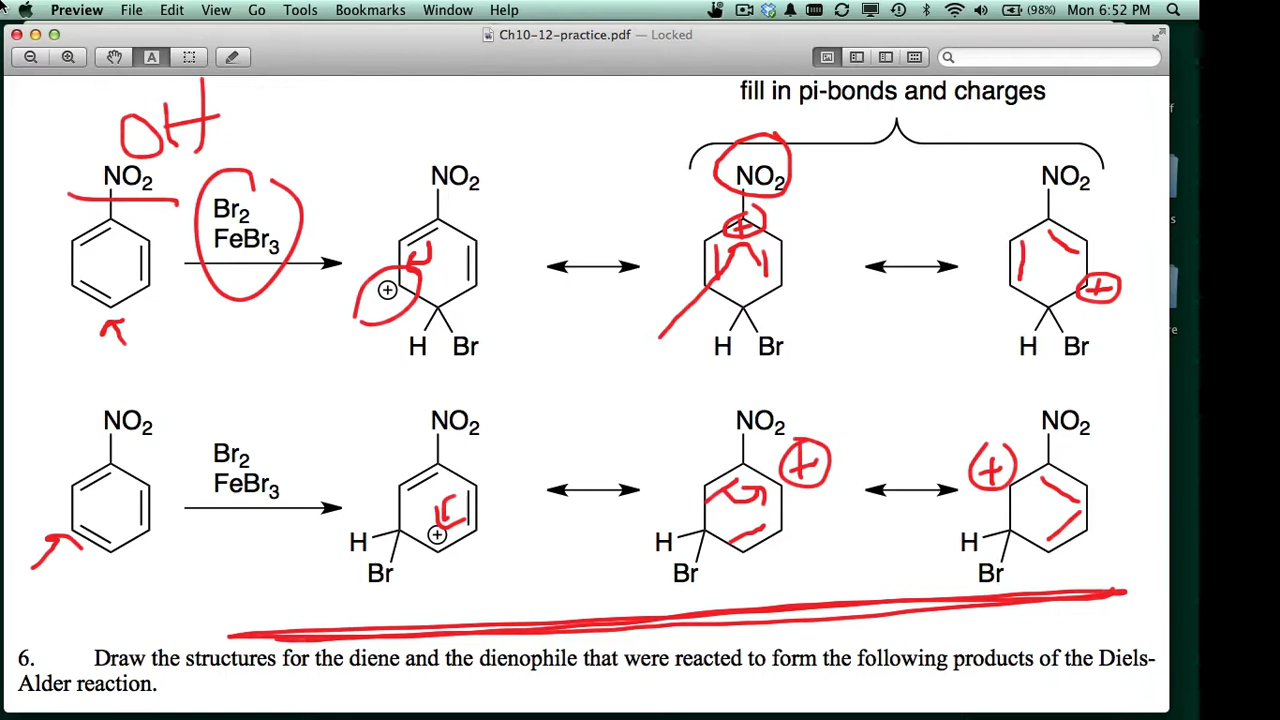 Preview File Edit View Go Tools Bookmarks Window Help (98%) Mon 6:52 PM
Ch10-12-practice.pdf — Locked
fill in pi-bonds and charges
OH
NO2 NO2 NO2 NO2
Br2
FeBr3
+ + +
H Br H Br H Br
NO2 NO2 NO2 NO2
Br2
FeBr3
+ + +
H H H
Br Br Br
6. Draw the structures for the diene and the dienophile that were reacted to form the following products of the Diels-
Alder reaction.